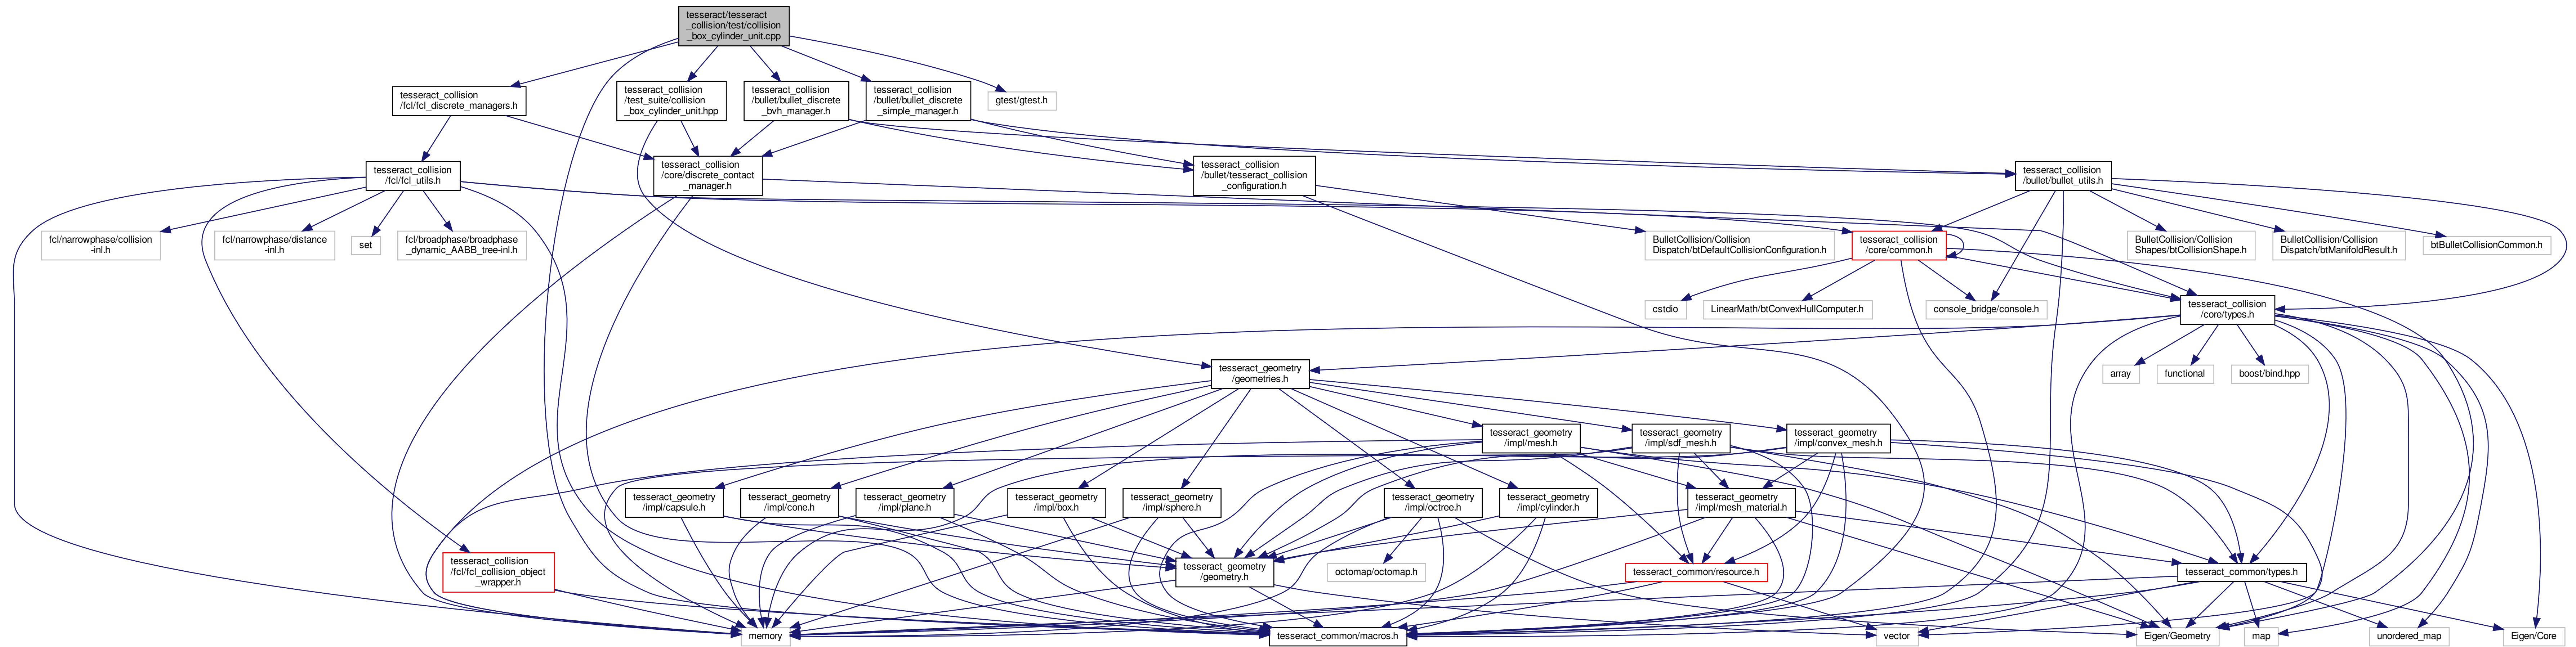 tesseract/tesseract
_collision/test/collision
_box_cylinder_unit.cpp
tesseract_collision
/fcl/fcl_discrete_managers.h
tesseract_collision
/test_suite/collision
_box_cylinder_unit.hpp
tesseract_collision
/bullet/bullet_discrete
_bvh_manager.h
tesseract_collision
/bullet/bullet_discrete
_simple_manager.h
gtest/gtest.h
tesseract_collision
/fcl/fcl_utils.h
tesseract_collision
/core/discrete_contact
_manager.h
tesseract_collision
/bullet/tesseract_collision
_configuration.h
tesseract_collision
/bullet/bullet_utils.h
fcl/narrowphase/collision
-inl.h
fcl/narrowphase/distance
-inl.h
set
fcl/broadphase/broadphase
_dynamic_AABB_tree-inl.h
BulletCollision/Collision
Dispatch/btDefaultCollisionConfiguration.h
tesseract_collision
/core/common.h
BulletCollision/Collision
Shapes/btCollisionShape.h
BulletCollision/Collision
Dispatch/btManifoldResult.h
btBulletCollisionCommon.h
cstdio
LinearMath/btConvexHullComputer.h
console_bridge/console.h
tesseract_collision
/core/types.h
tesseract_geometry
/geometries.h
array
functional
boost/bind.hpp
tesseract_geometry
/impl/mesh.h
tesseract_geometry
/impl/sdf_mesh.h
tesseract_geometry
/impl/convex_mesh.h
tesseract_geometry
/impl/capsule.h
tesseract_geometry
/impl/cone.h
tesseract_geometry
/impl/plane.h
tesseract_geometry
/impl/box.h
tesseract_geometry
/impl/sphere.h
tesseract_geometry
/impl/octree.h
tesseract_geometry
/impl/cylinder.h
tesseract_geometry
/impl/mesh_material.h
tesseract_collision
/fcl/fcl_collision_object
_wrapper.h
tesseract_geometry
/geometry.h
octomap/octomap.h
tesseract_common/resource.h
tesseract_common/types.h
memory
tesseract_common/macros.h
vector
Eigen/Geometry
map
unordered_map
Eigen/Core